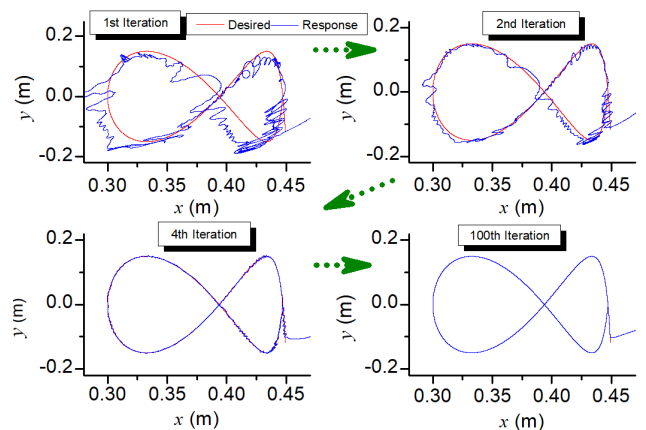 1st Iteration
Desired
Response
2nd Iteration
0.2
0.0
-0.2
y (m)
0.30 0.35 0.40 0.45
x (m)
0.2
0.0
-0.2
y (m)
0.30 0.35 0.40 0.45
x (m)
4th Iteration
100th Iteration
0.2
0.0
-0.2
y (m)
0.30 0.35 0.40 0.45
x (m)
0.2
0.0
-0.2
y (m)
0.30 0.35 0.40 0.45
x (m)